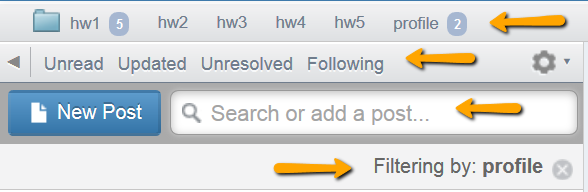 hw1 5 hw2 hw3 hw4 hw5 profile 2
Unread Updated Unresolved Following
New Post Search or add a post...
Filtering by: profile